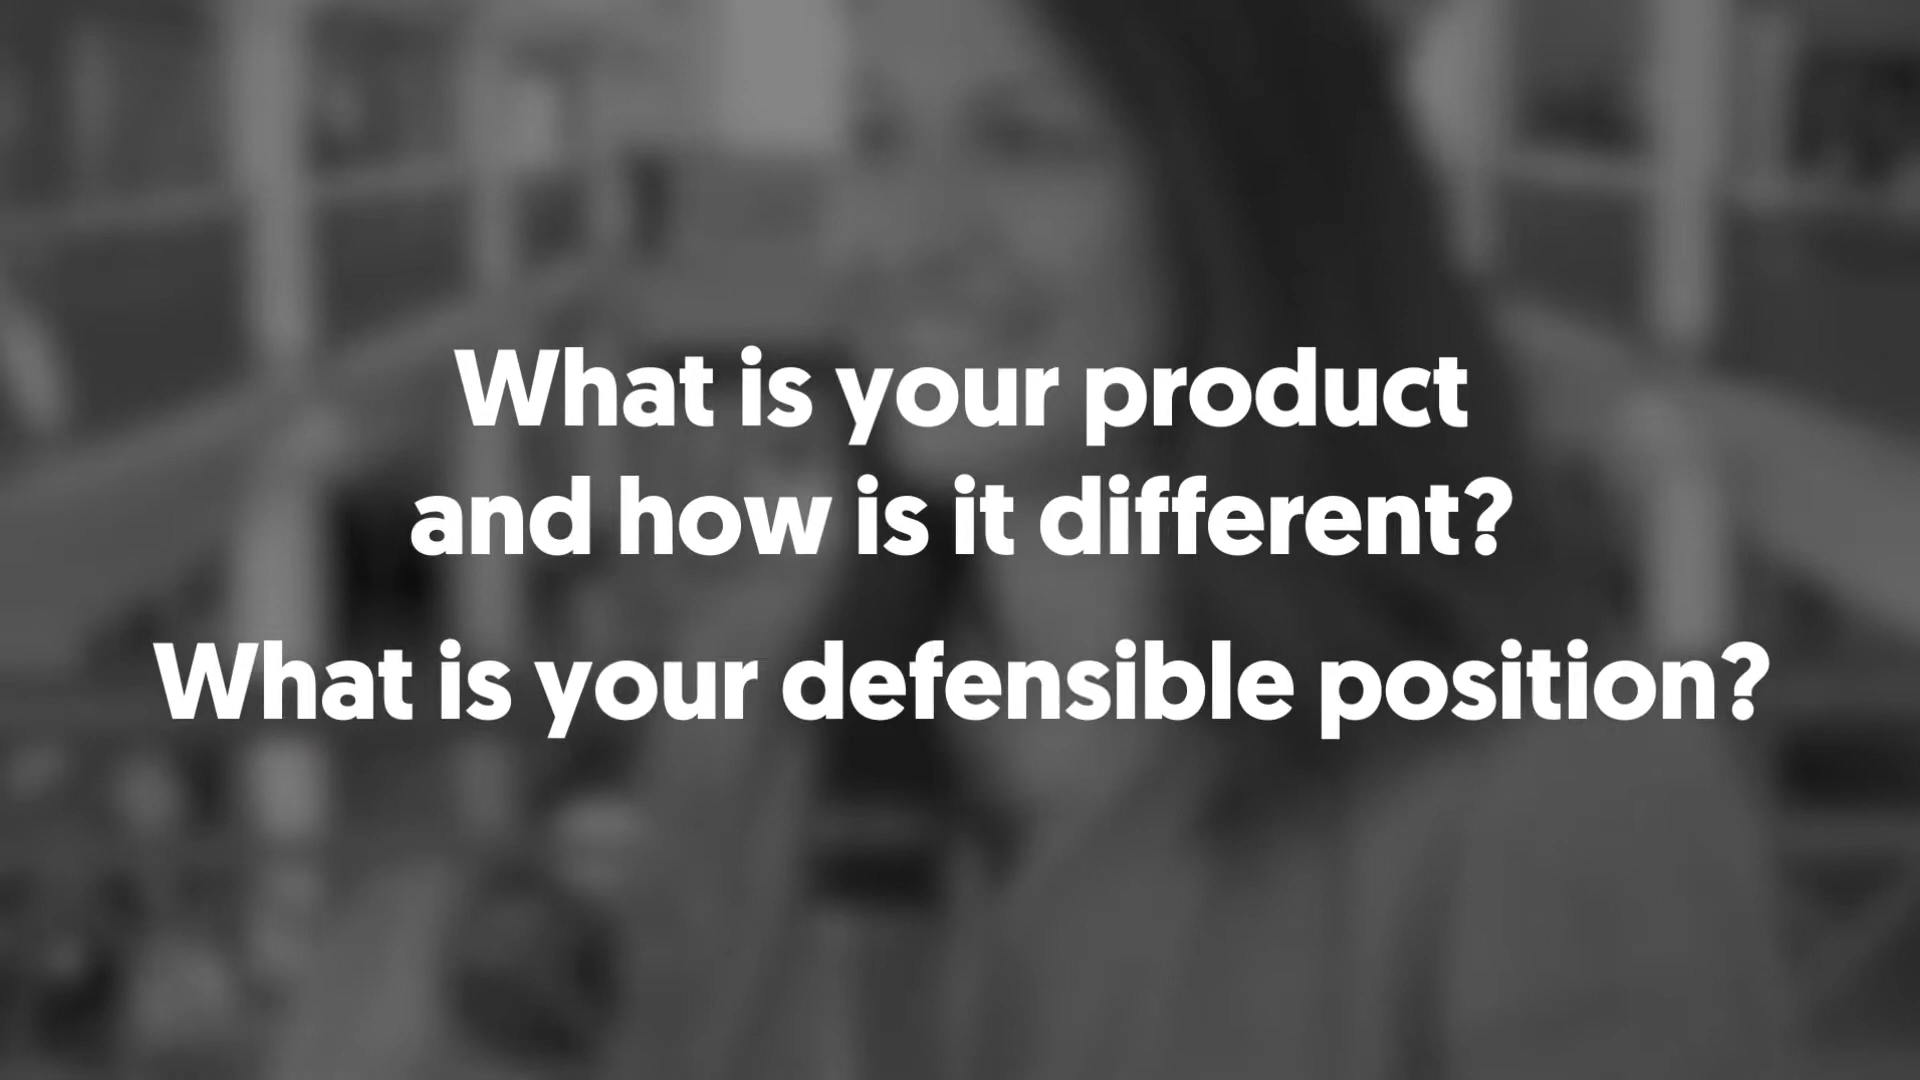 What is your product
and how is it different?
What is your defensible position?